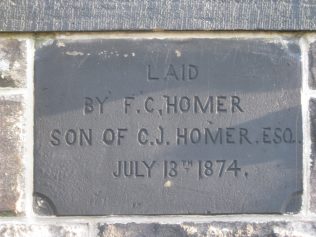 LAID
BY F.C. HOMER
SON OF C.J. HOMER. ESQ.
JULY 13TH 1874.